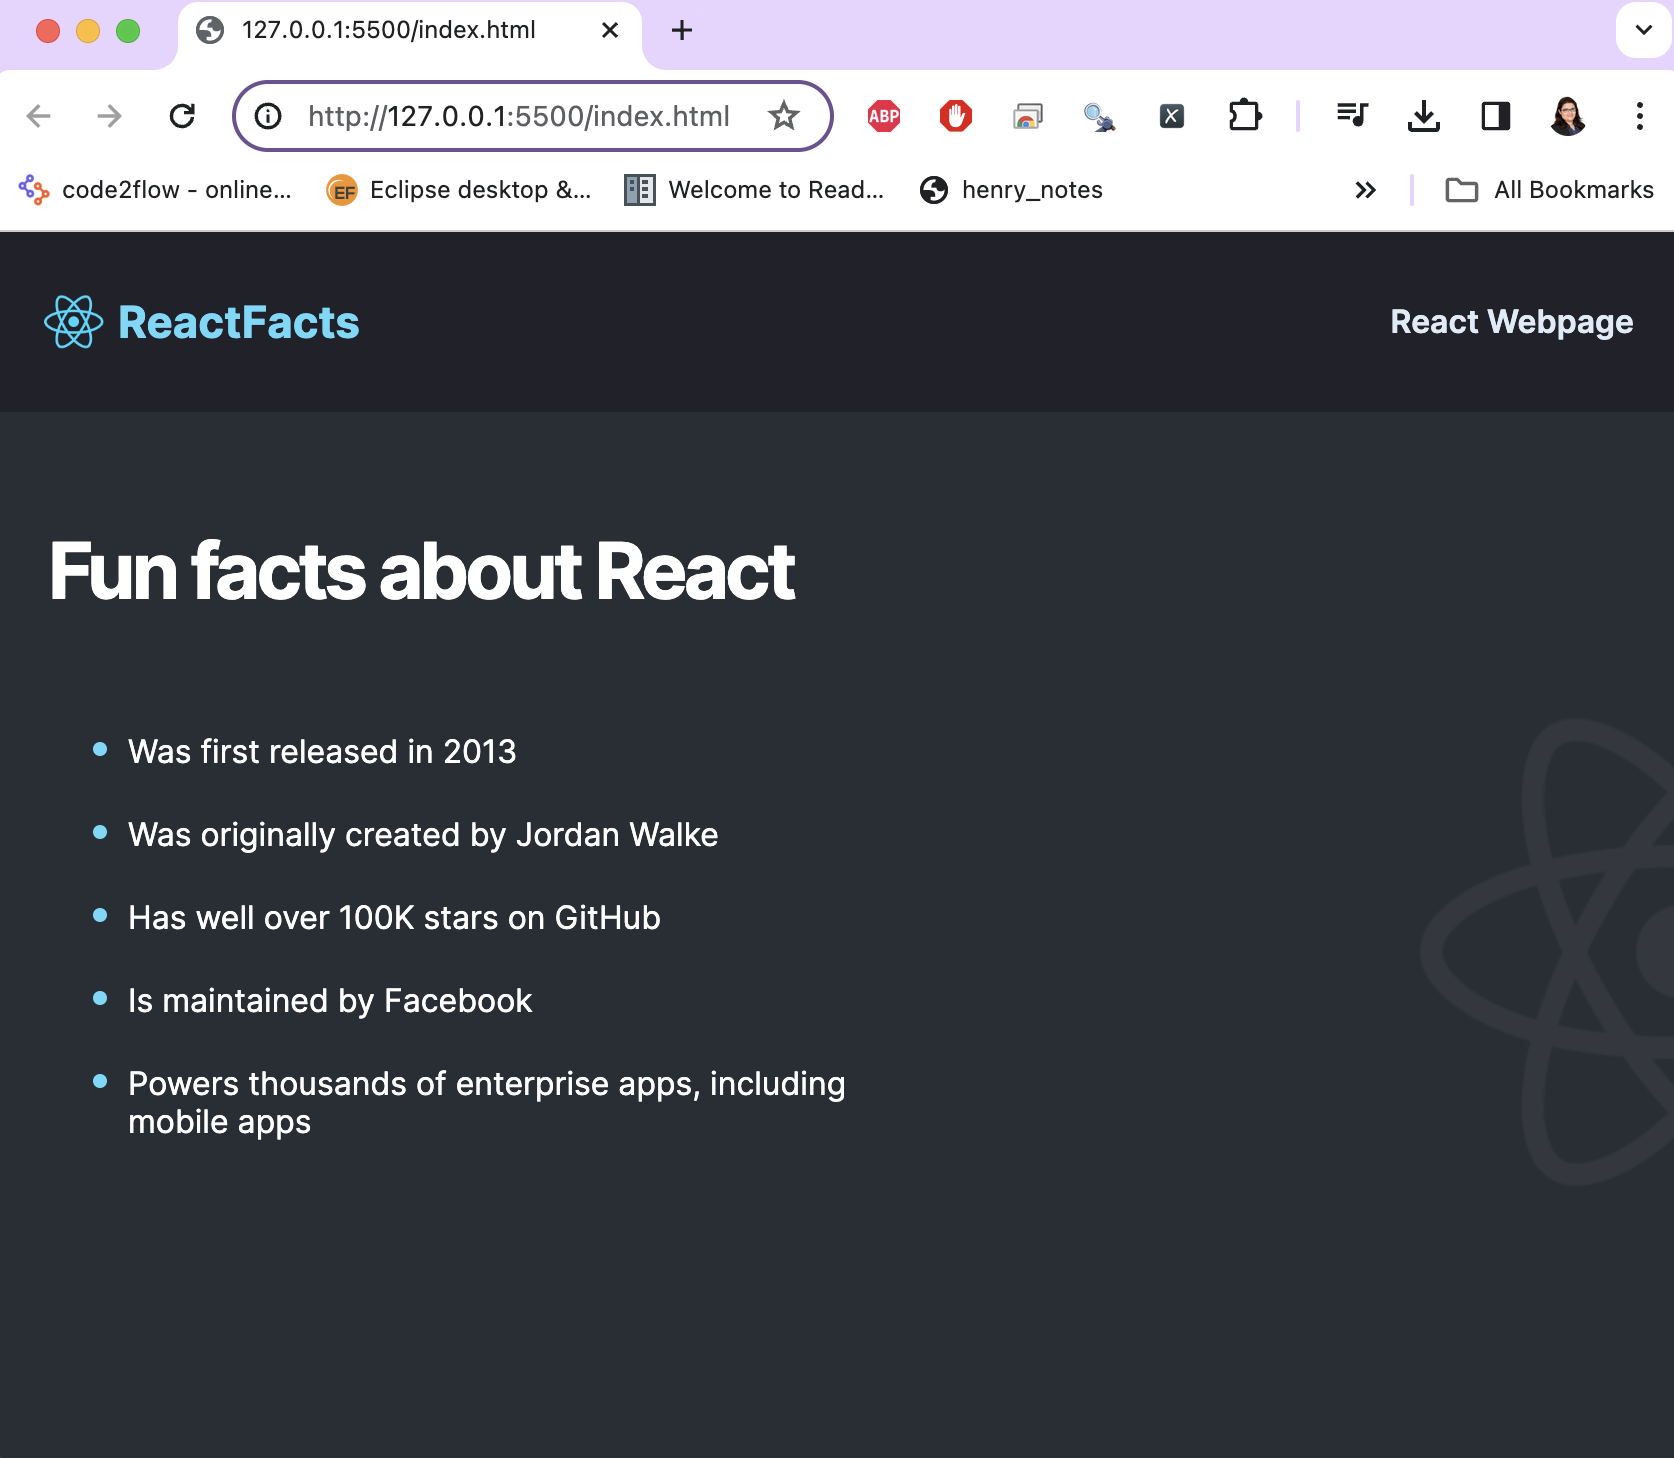 127.0.0.1:5500/index.html
http://127.0.0.1:5500/index.html
ABP
X
code2flow - online...
EF Eclipse desktop &...
Welcome to Read...
henry_notes
All Bookmarks
ReactFacts
React Webpage
Fun facts about React
Was first released in 2013
Was originally created by Jordan Walke
Has well over 100K stars on GitHub
Is maintained by Facebook
Powers thousands of enterprise apps, including
mobile apps